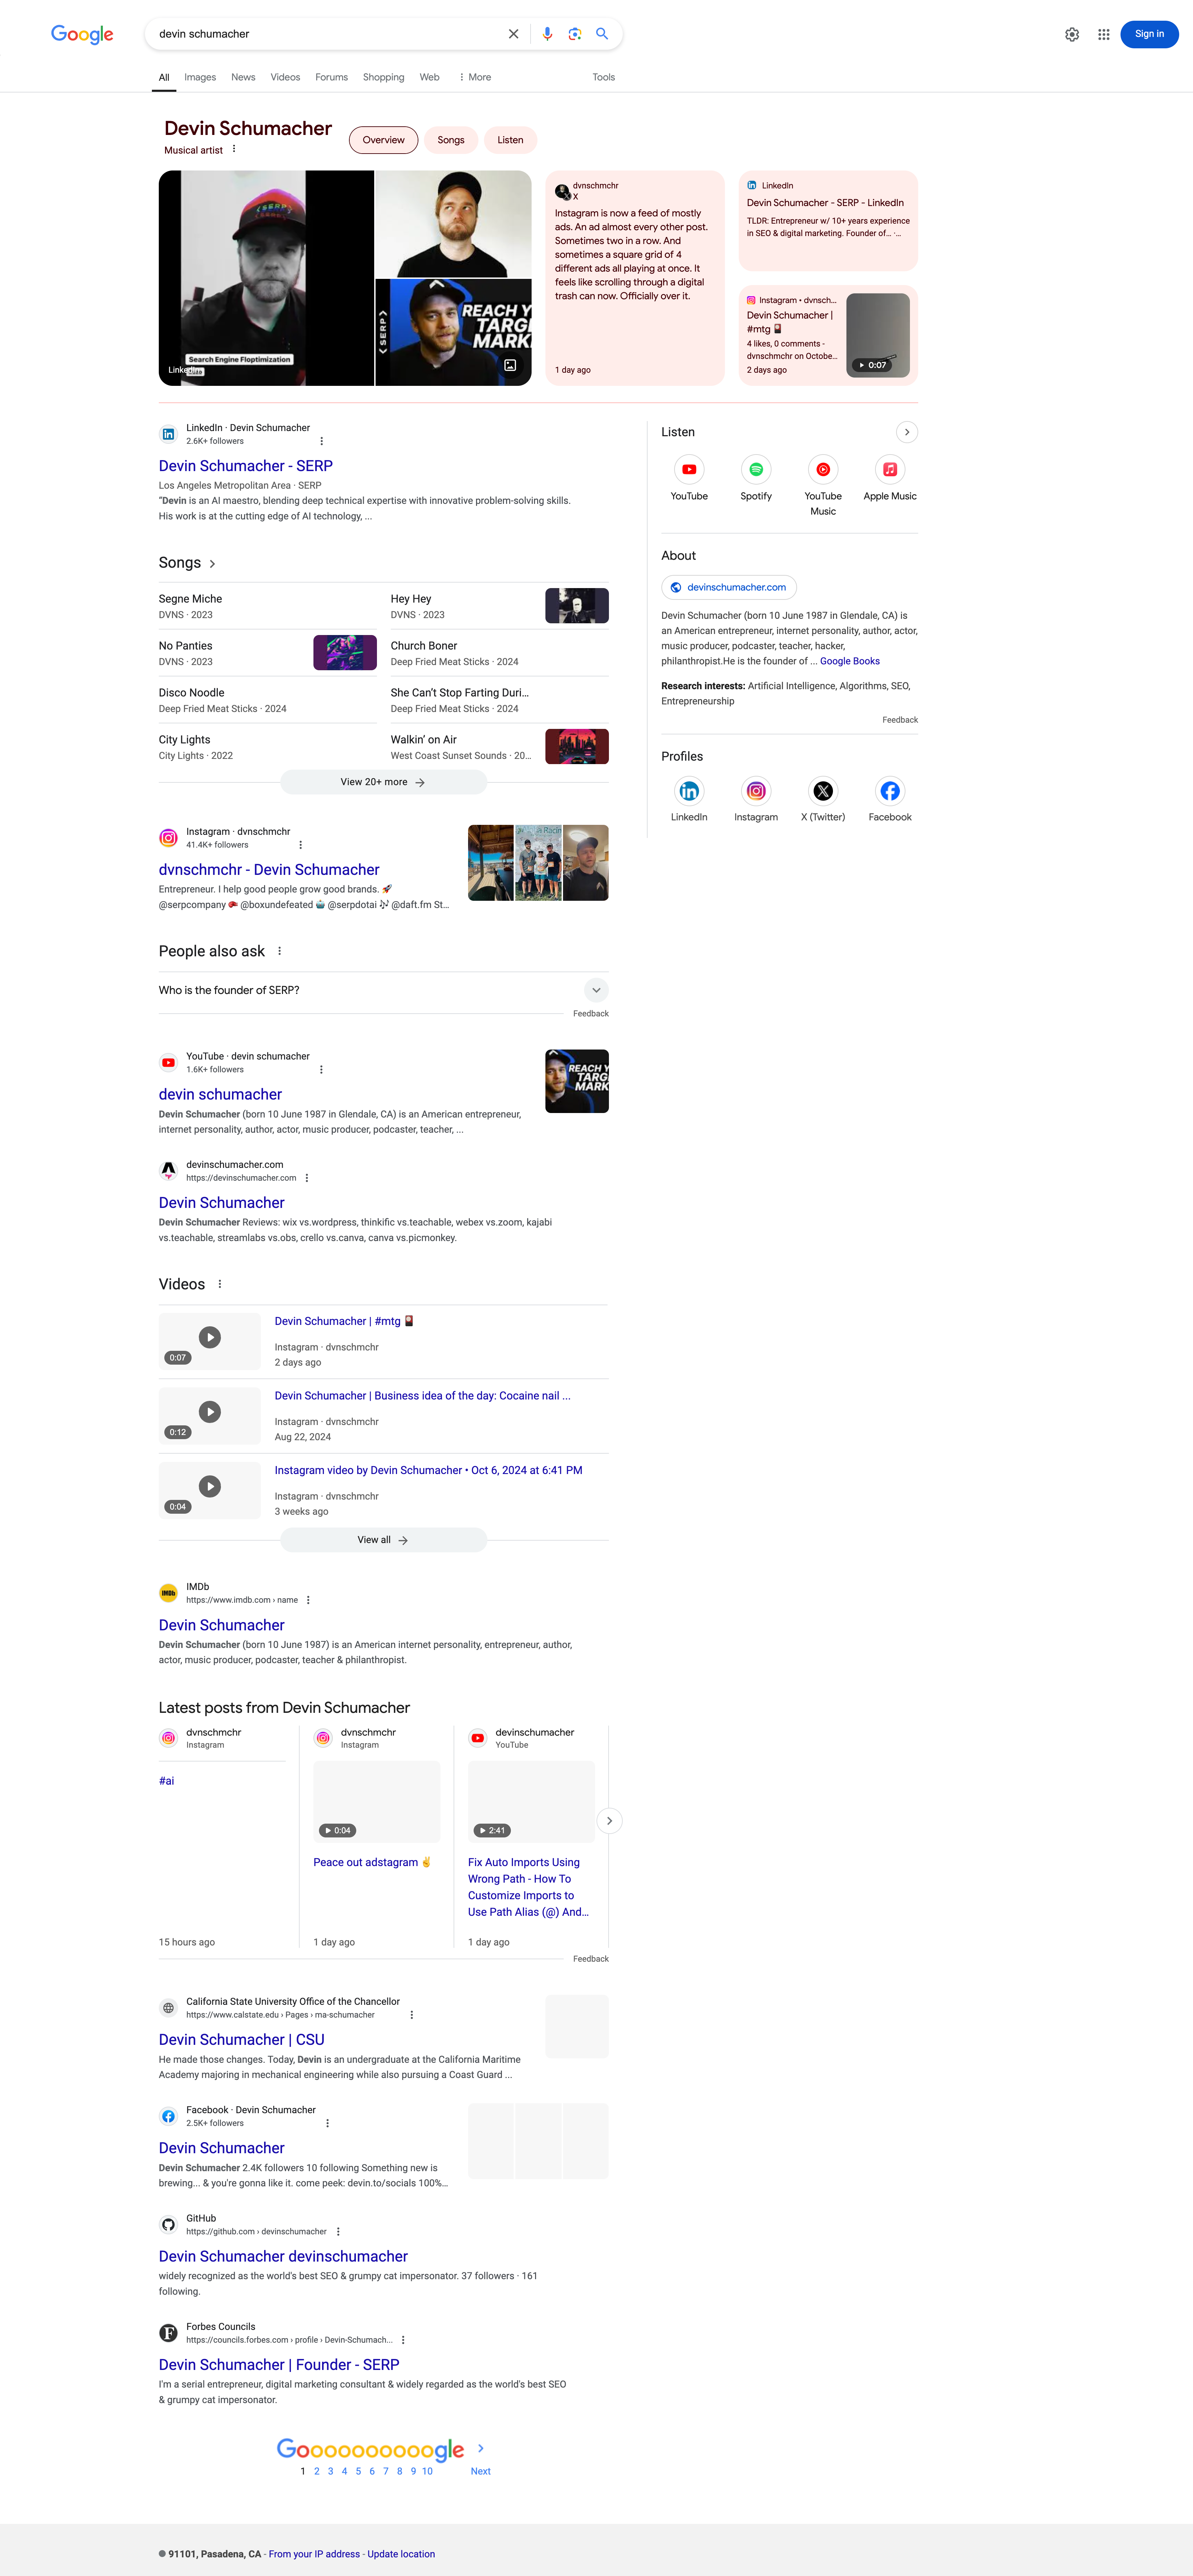 Google
devin schumacher
Sign in
All
Images
News
Videos
Forums
Shopping
Web
More
Tools
Devin Schumacher
Musical artist
Overview
Songs
Listen
SERP
Search Engine Floptimization
LinkedIn
<SERP>
REACH Y
TARG
MARK
dvnschmchr
X
Instagram is now a feed of mostly
ads. An ad almost every other post.
Sometimes two in a row. And
sometimes a square grid of 4
different ads all playing at once. It
feels like scrolling through a digital
trash can now. Officially over it.
1 day ago
LinkedIn
Devin Schumacher - SERP - LinkedIn
TLDR: Entrepreneur w/ 10+ years experience
in SEO & digital marketing. Founder of... ·...
Instagram • dvnsch...
Devin Schumacher |
#mtg 🎴
4 likes, 0 comments -
dvnschmchr on Octobe...
2 days ago
0:07
LinkedIn · Devin Schumacher
2.6K+ followers
Devin Schumacher - SERP
Los Angeles Metropolitan Area · SERP
“Devin is an AI maestro, blending deep technical expertise with innovative problem-solving skills.
His work is at the cutting edge of AI technology, ...
Songs
Segne Miche
DVNS · 2023
Hey Hey
DVNS · 2023
No Panties
DVNS · 2023
Church Boner
Deep Fried Meat Sticks · 2024
Disco Noodle
Deep Fried Meat Sticks · 2024
She Can’t Stop Farting Duri...
Deep Fried Meat Sticks · 2024
City Lights
City Lights · 2022
Walkin’ on Air
West Coast Sunset Sounds · 20...
View 20+ more
Instagram · dvnschmchr
41.4K+ followers
dvnschmchr - Devin Schumacher
Entrepreneur. I help good people grow good brands. 🚀
@serpcompany 🥊 @boxundefeated 🤖 @serpdotai 🎶 @daft.fm St...
People also ask
Who is the founder of SERP?
Feedback
YouTube · devin schumacher
1.6K+ followers
devin schumacher
Devin Schumacher (born 10 June 1987 in Glendale, CA) is an American entrepreneur,
internet personality, author, actor, music producer, podcaster, teacher, ...
REACH Y
TARG
MARK
devinschumacher.com
https://devinschumacher.com
Devin Schumacher
Devin Schumacher Reviews: wix vs.wordpress, thinkific vs.teachable, webex vs.zoom, kajabi
vs.teachable, streamlabs vs.obs, crello vs.canva, canva vs.picmonkey.
Videos
0:07
Devin Schumacher | #mtg 🎴
Instagram · dvnschmchr
2 days ago
0:12
Devin Schumacher | Business idea of the day: Cocaine nail ...
Instagram · dvnschmchr
Aug 22, 2024
0:04
Instagram video by Devin Schumacher • Oct 6, 2024 at 6:41 PM
Instagram · dvnschmchr
3 weeks ago
View all
IMDb
https://www.imdb.com › name
Devin Schumacher
Devin Schumacher (born 10 June 1987) is an American internet personality, entrepreneur, author,
actor, music producer, podcaster, teacher & philanthropist.
Latest posts from Devin Schumacher
dvnschmchr
Instagram
#ai
15 hours ago
dvnschmchr
Instagram
0:04
Peace out adstagram ✌️
1 day ago
devinschumacher
YouTube
2:41
Fix Auto Imports Using
Wrong Path - How To
Customize Imports to
Use Path Alias (@) And...
1 day ago
Feedback
California State University Office of the Chancellor
https://www.calstate.edu › Pages › ma-schumacher
Devin Schumacher | CSU
He made those changes. Today, Devin is an undergraduate at the California Maritime
Academy majoring in mechanical engineering while also pursuing a Coast Guard ...
Facebook · Devin Schumacher
2.5K+ followers
Devin Schumacher
Devin Schumacher 2.4K followers 10 following Something new is
brewing... & you're gonna like it. come peek: devin.to/socials 100%...
GitHub
https://github.com › devinschumacher
Devin Schumacher devinschumacher
widely recognized as the world's best SEO & grumpy cat impersonator. 37 followers · 161
following.
Forbes Councils
https://councils.forbes.com › profile › Devin-Schumach...
Devin Schumacher | Founder - SERP
I'm a serial entrepreneur, digital marketing consultant & widely regarded as the world's best SEO
& grumpy cat impersonator.
Listen
YouTube
Spotify
YouTube
Music
Apple Music
About
devinschumacher.com
Devin Schumacher (born 10 June 1987 in Glendale, CA) is
an American entrepreneur, internet personality, author, actor,
music producer, podcaster, teacher, hacker,
philanthropist.He is the founder of ... Google Books
Research interests: Artificial Intelligence, Algorithms, SEO,
Entrepreneurship
Feedback
Profiles
LinkedIn
Instagram
X (Twitter)
Facebook
Goooooooooogle
1 2 3 4 5 6 7 8 9 10 Next
91101, Pasadena, CA - From your IP address - Update location